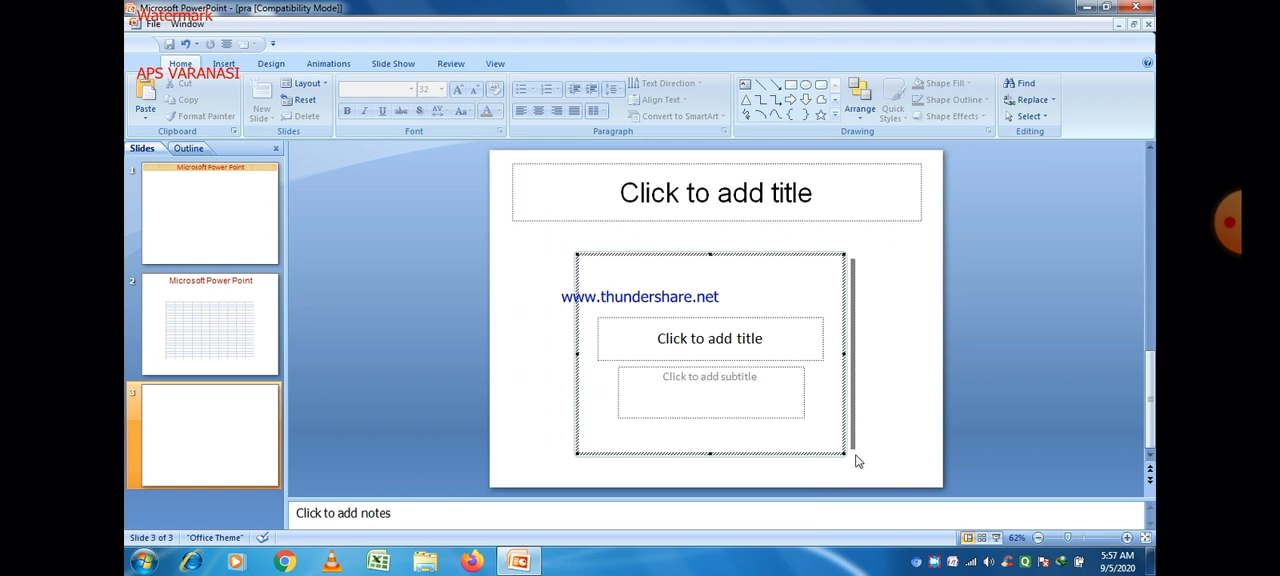 Microsoft PowerPoint - [pra [Compatibility Mode]]
Watermark
File Window
Home Insert Design Animations Slide Show Review View
APS VARANASI
Paste
Cut
Copy
Format Painter
Clipboard
New Slide
Layout
Reset
Delete
Slides
32
Font
Text Direction
Align Text
Convert to SmartArt
Paragraph
Arrange
Quick Styles
Shape Fill
Shape Outline
Shape Effects
Drawing
Find
Replace
Select
Editing
Slides Outline
1
Microsoft Power Point
2
Microsoft Power Point
3
Click to add title
www.thundershare.net
Click to add title
Click to add subtitle
Click to add notes
Slide 3 of 3 "Office Theme" 62%
5:57 AM
9/5/2020